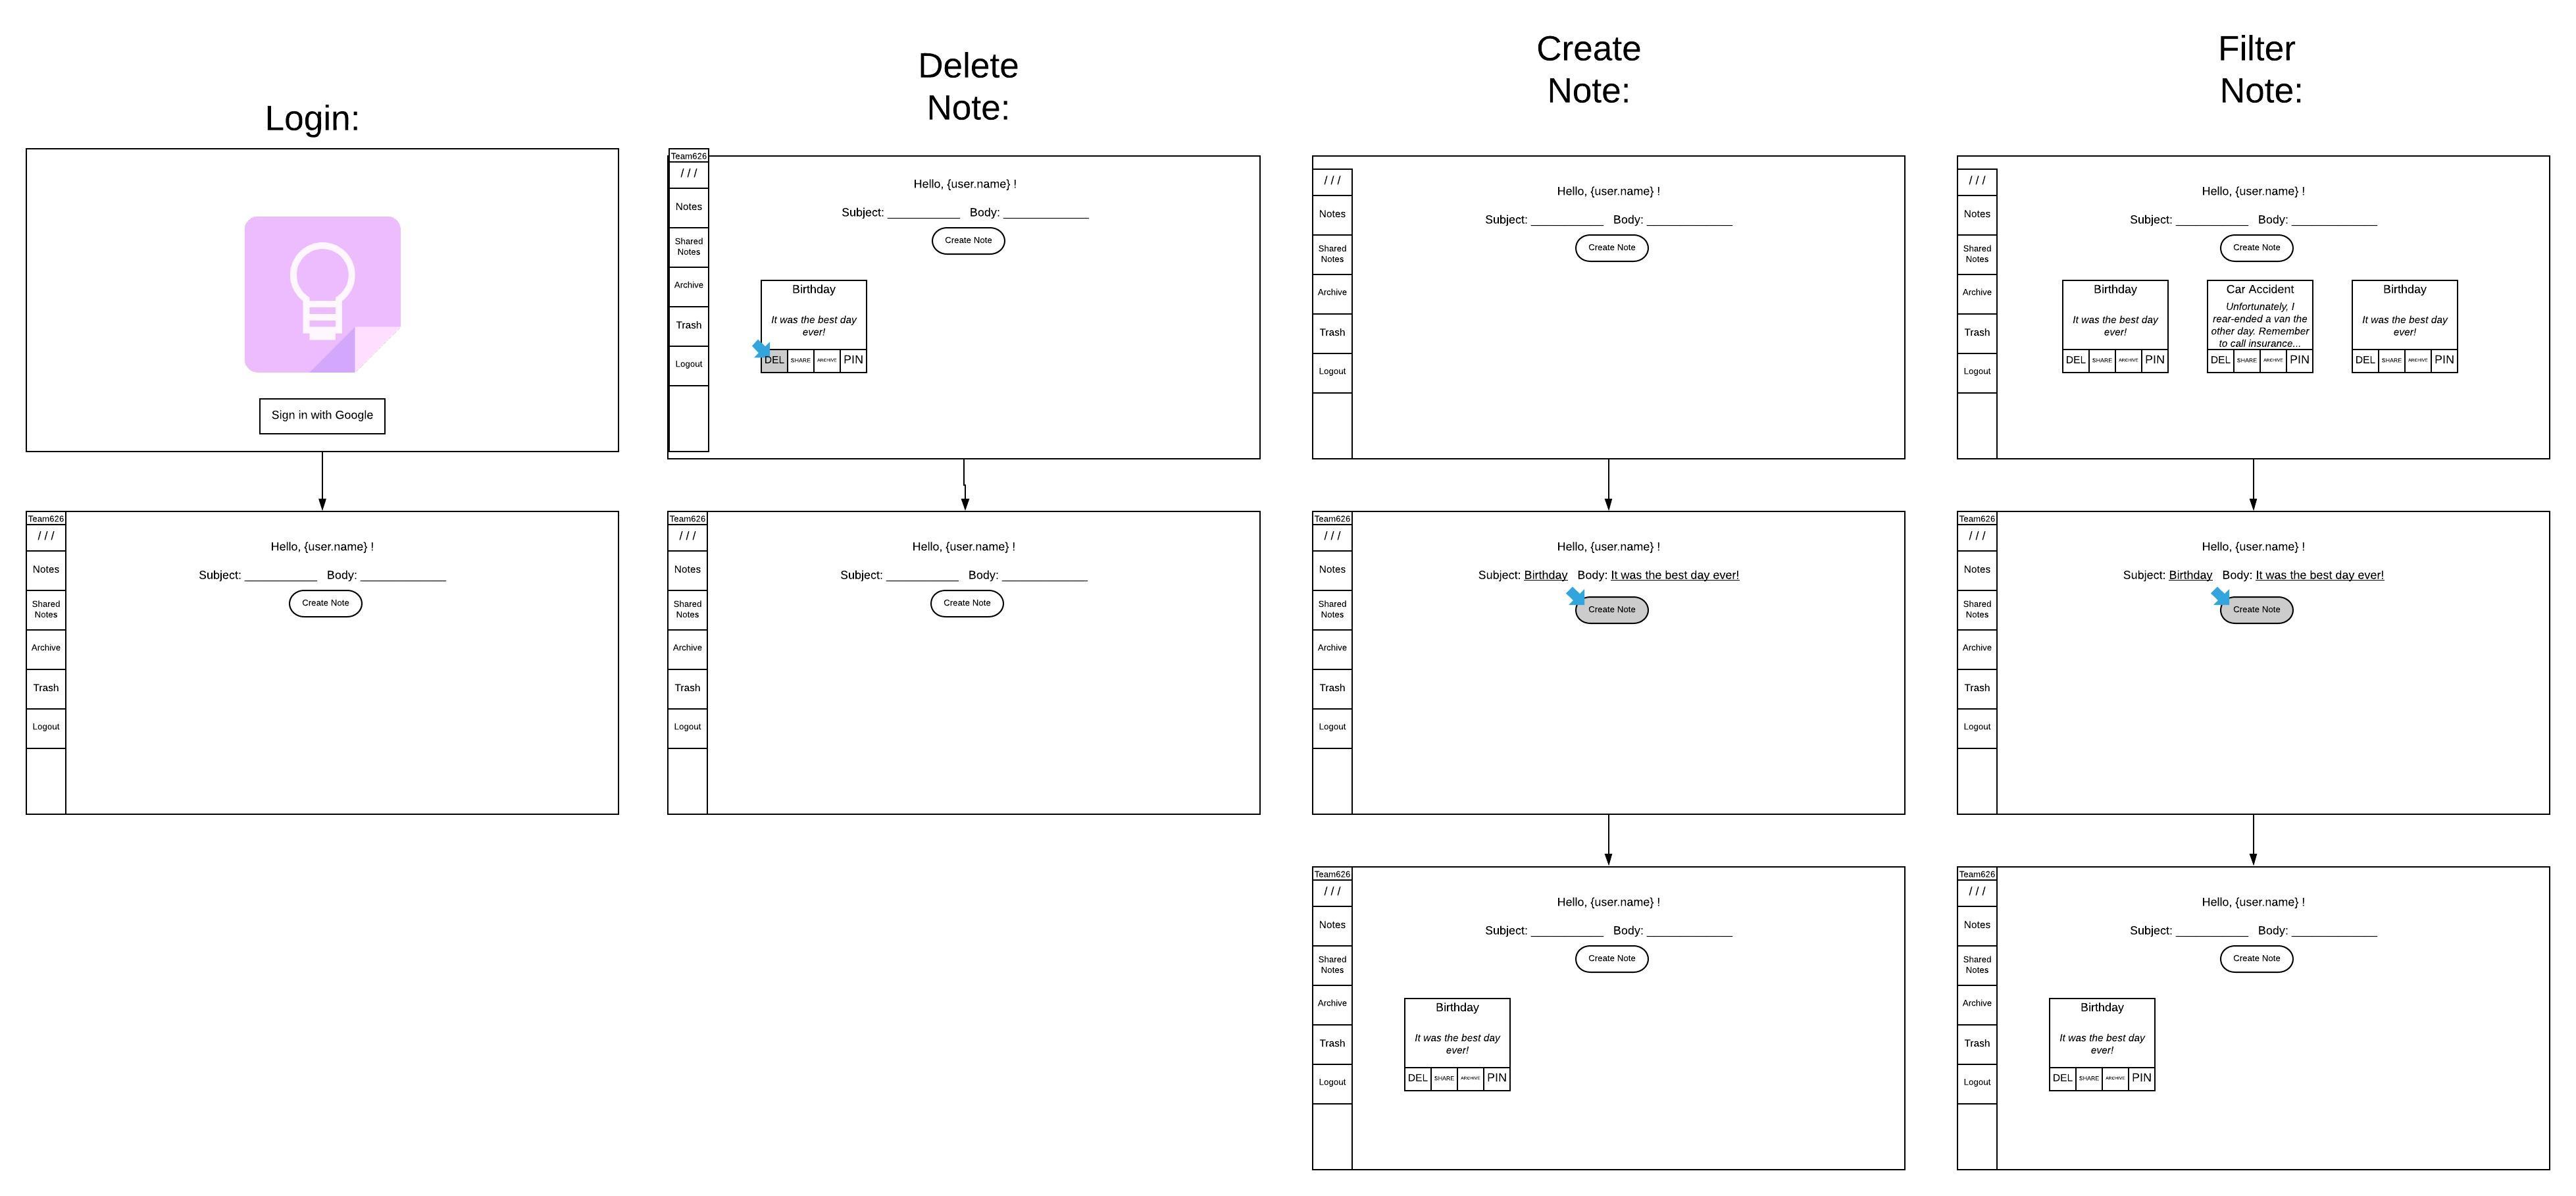 Login:
Sign in with Google
Team626
/ / /
Notes
Shared
Notes
Archive
Trash
Logout
Hello, {user.name} !
Subject: ___________ Body: _____________
Create Note
Delete
Note:
Team626
/ / /
Notes
Shared
Notes
Archive
Trash
Logout
Hello, {user.name} !
Subject: ___________ Body: _____________
Create Note
Birthday
It was the best day
ever!
DEL SHARE ARCHIVE PIN
Team626
/ / /
Notes
Shared
Notes
Archive
Trash
Logout
Hello, {user.name} !
Subject: ___________ Body: _____________
Create Note
Create
Note:
/ / /
Notes
Shared
Notes
Archive
Trash
Logout
Hello, {user.name} !
Subject: ___________ Body: _____________
Create Note
Team626
/ / /
Notes
Shared
Notes
Archive
Trash
Logout
Hello, {user.name} !
Subject: Birthday Body: It was the best day ever!
Create Note
Team626
/ / /
Notes
Shared
Notes
Archive
Trash
Logout
Hello, {user.name} !
Subject: ___________ Body: _____________
Create Note
Birthday
It was the best day
ever!
DEL SHARE ARCHIVE PIN
Filter
Note:
/ / /
Notes
Shared
Notes
Archive
Trash
Logout
Hello, {user.name} !
Subject: ___________ Body: _____________
Create Note
Birthday
It was the best day
ever!
DEL SHARE ARCHIVE PIN
Car Accident
Unfortunately, I
rear-ended a van the
other day. Remember
to call insurance...
DEL SHARE ARCHIVE PIN
Birthday
It was the best day
ever!
DEL SHARE ARCHIVE PIN
Team626
/ / /
Notes
Shared
Notes
Archive
Trash
Logout
Hello, {user.name} !
Subject: Birthday Body: It was the best day ever!
Create Note
Team626
/ / /
Notes
Shared
Notes
Archive
Trash
Logout
Hello, {user.name} !
Subject: ___________ Body: _____________
Create Note
Birthday
It was the best day
ever!
DEL SHARE ARCHIVE PIN